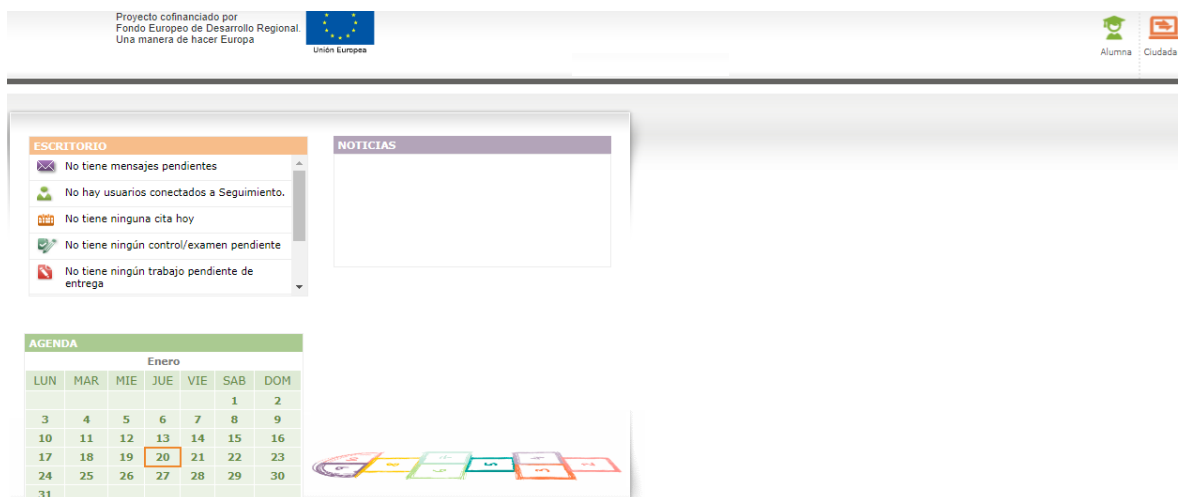 Proyecto cofinanciado por
Fondo Europeo de Desarrollo Regional.
Una manera de hacer Europa
Unión Europea
Alumna
Ciudada
ESCRITORIO
No tiene mensajes pendientes
No hay usuarios conectados a Seguimiento.
No tiene ninguna cita hoy
No tiene ningún control/examen pendiente
No tiene ningún trabajo pendiente de
entrega
NOTICIAS
AGENDA
Enero
LUN MAR MIE JUE VIE SAB DOM
1 2
3 4 5 6 7 8 9
10 11 12 13 14 15 16
17 18 19 20 21 22 23
24 25 26 27 28 29 30
31